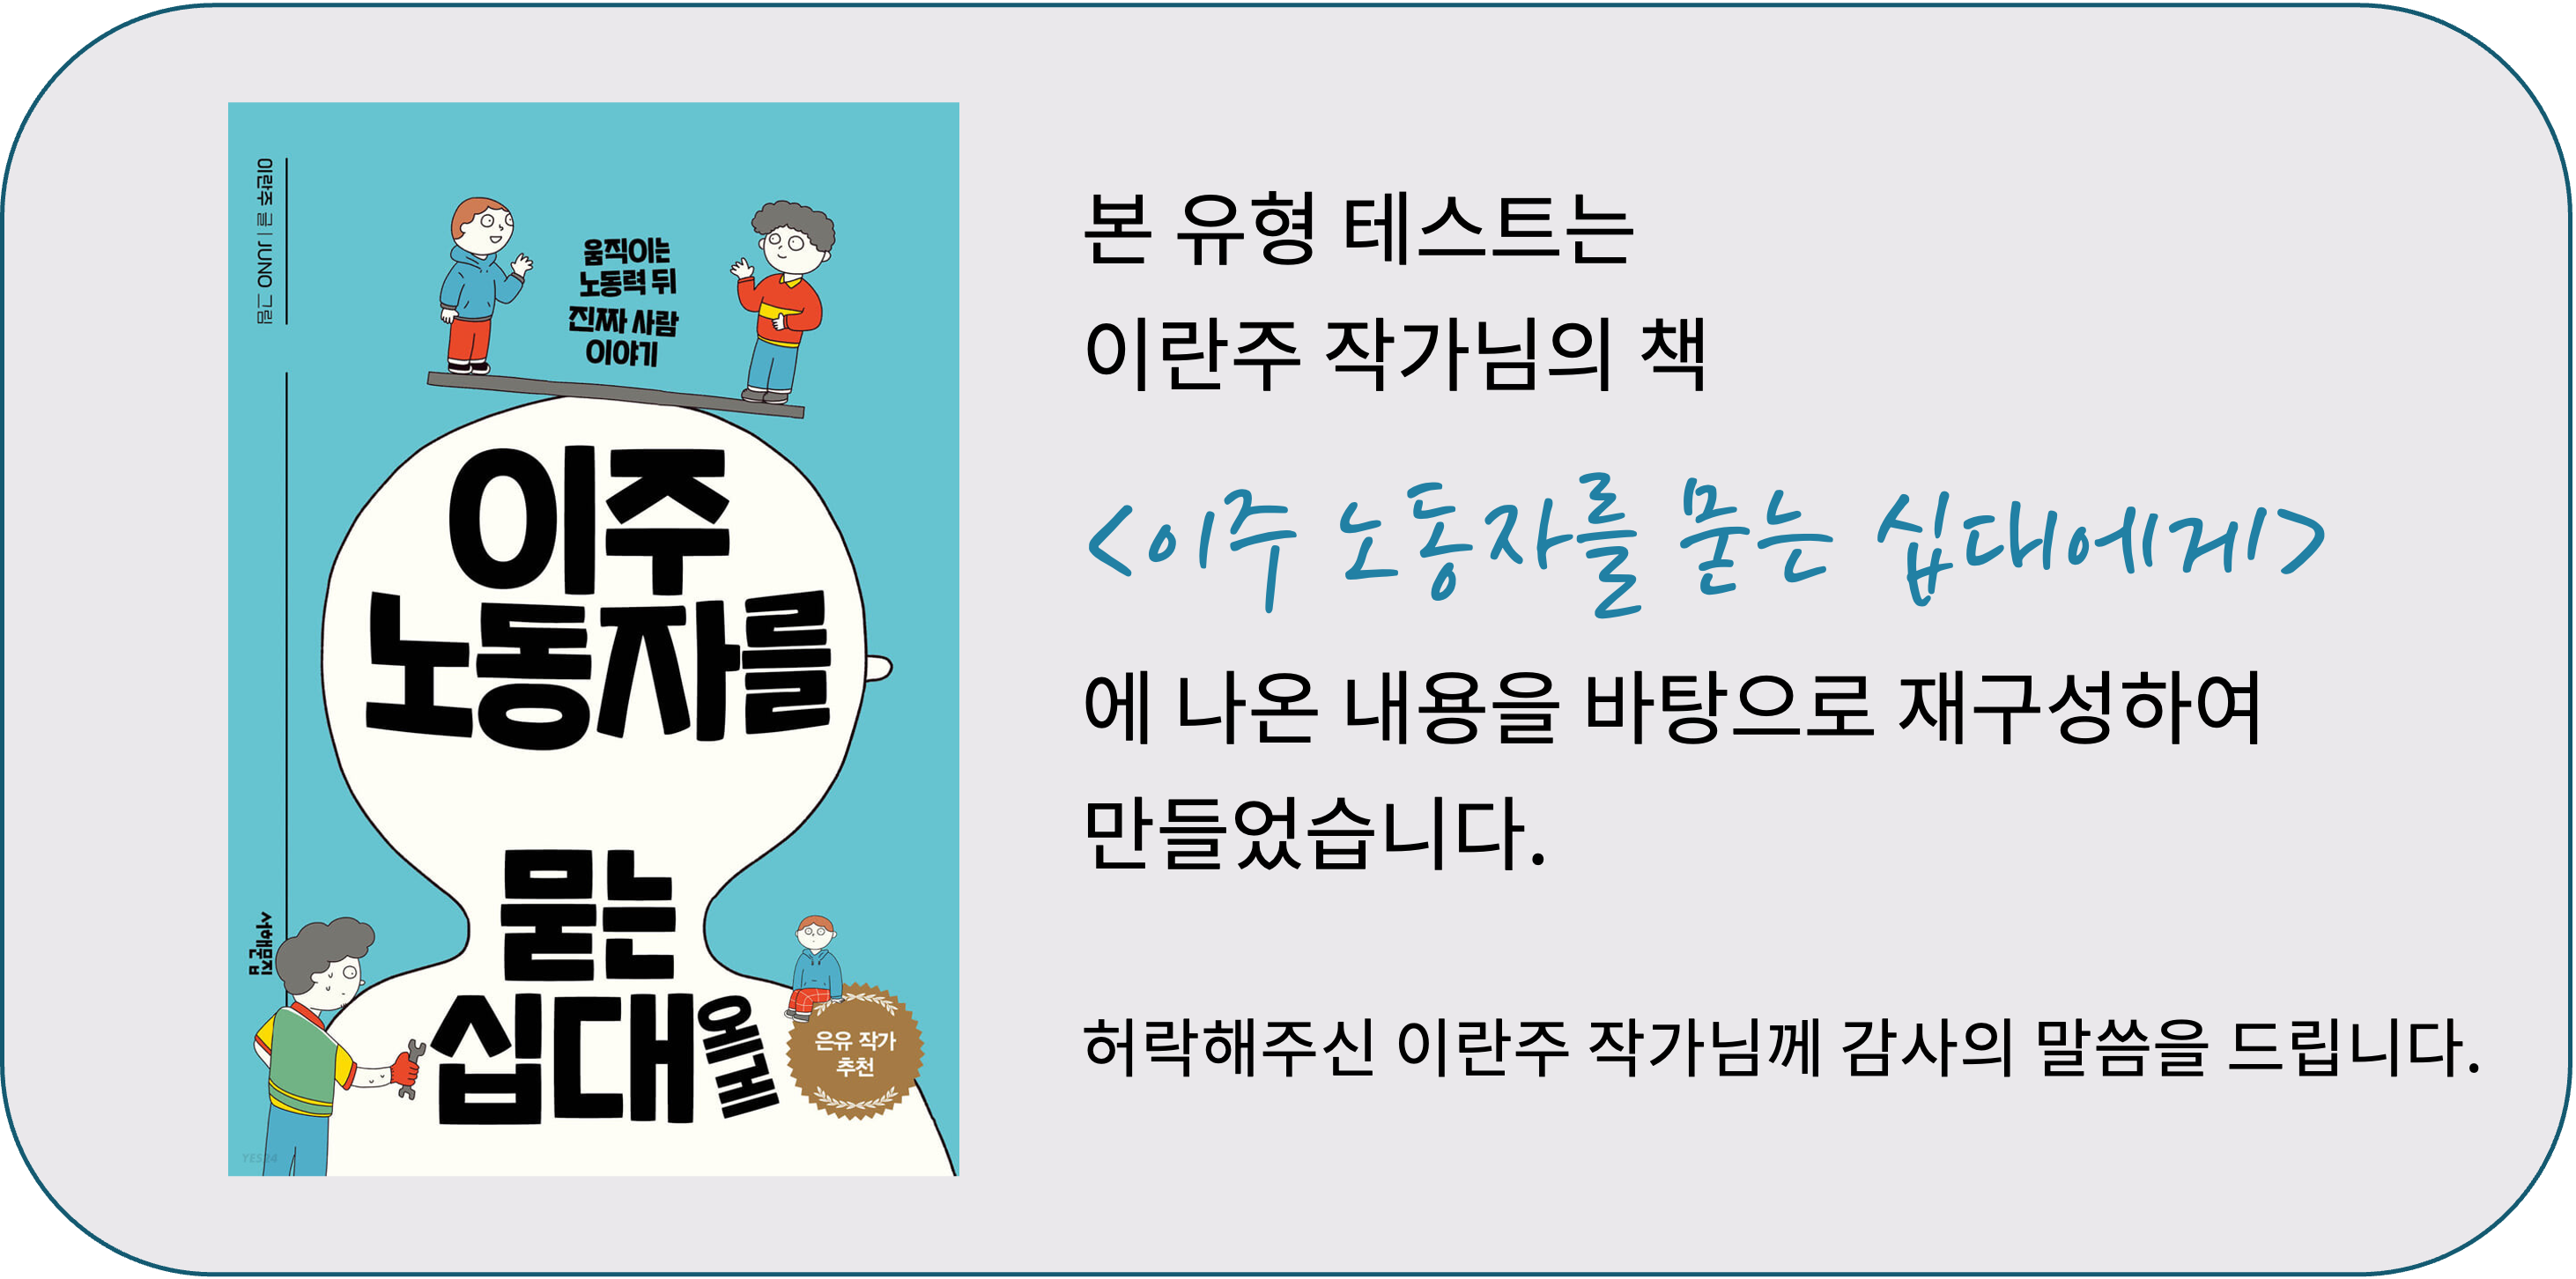 이란주 글 | JUNO 그림
움직이는
노동력 뒤
진짜 사람
이야기
이주
노동자를
묻는
십대에게
은유 작가
추천
서해문집
YES24
본 유형 테스트는
이란주 작가님의 책
<이주 노동자를 묻는 십대에게>
에 나온 내용을 바탕으로 재구성하여
만들었습니다.
허락해주신 이란주 작가님께 감사의 말씀을 드립니다.